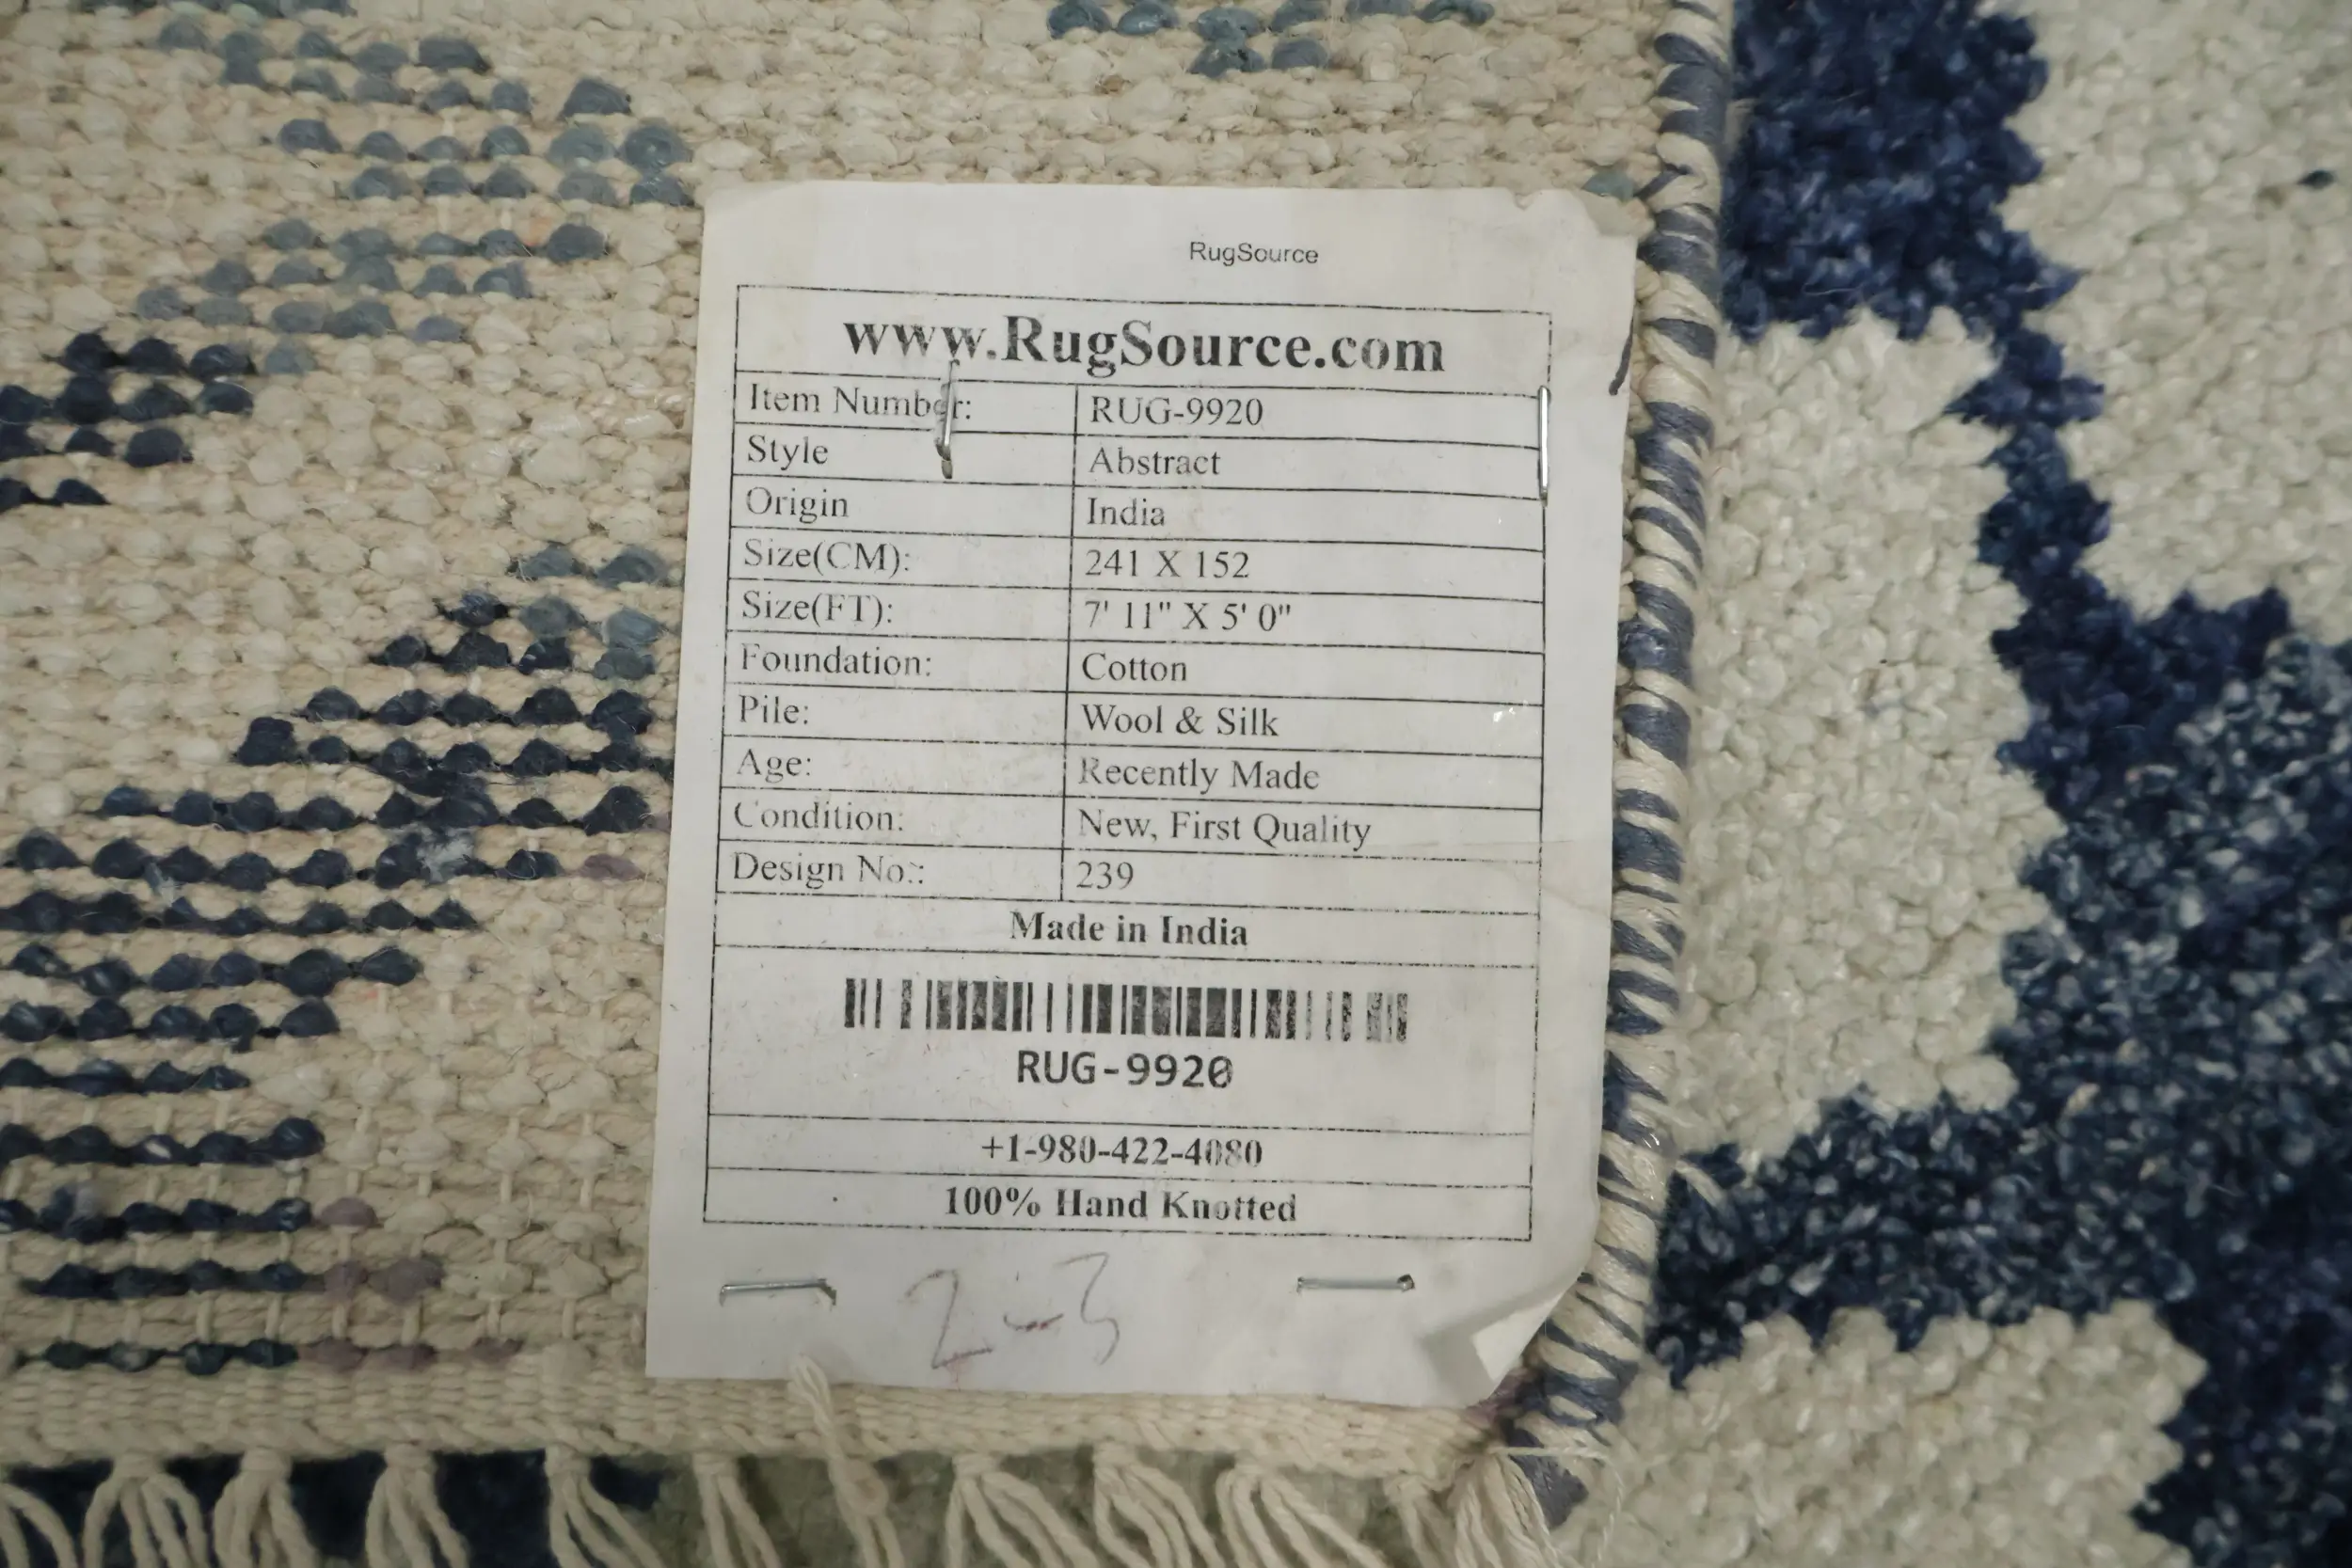 RugSource
www.RugSource.com
Item Number: RUG-9920
Style Abstract
Origin India
Size(CM): 241 X 152
Size(FT): 7' 11" X 5' 0"
Foundation: Cotton
Pile: Wool & Silk
Age: Recently Made
Condition: New, First Quality
Design No.: 239
Made in India
RUG-9920
+1-980-422-4080
100% Hand Knotted
2-3